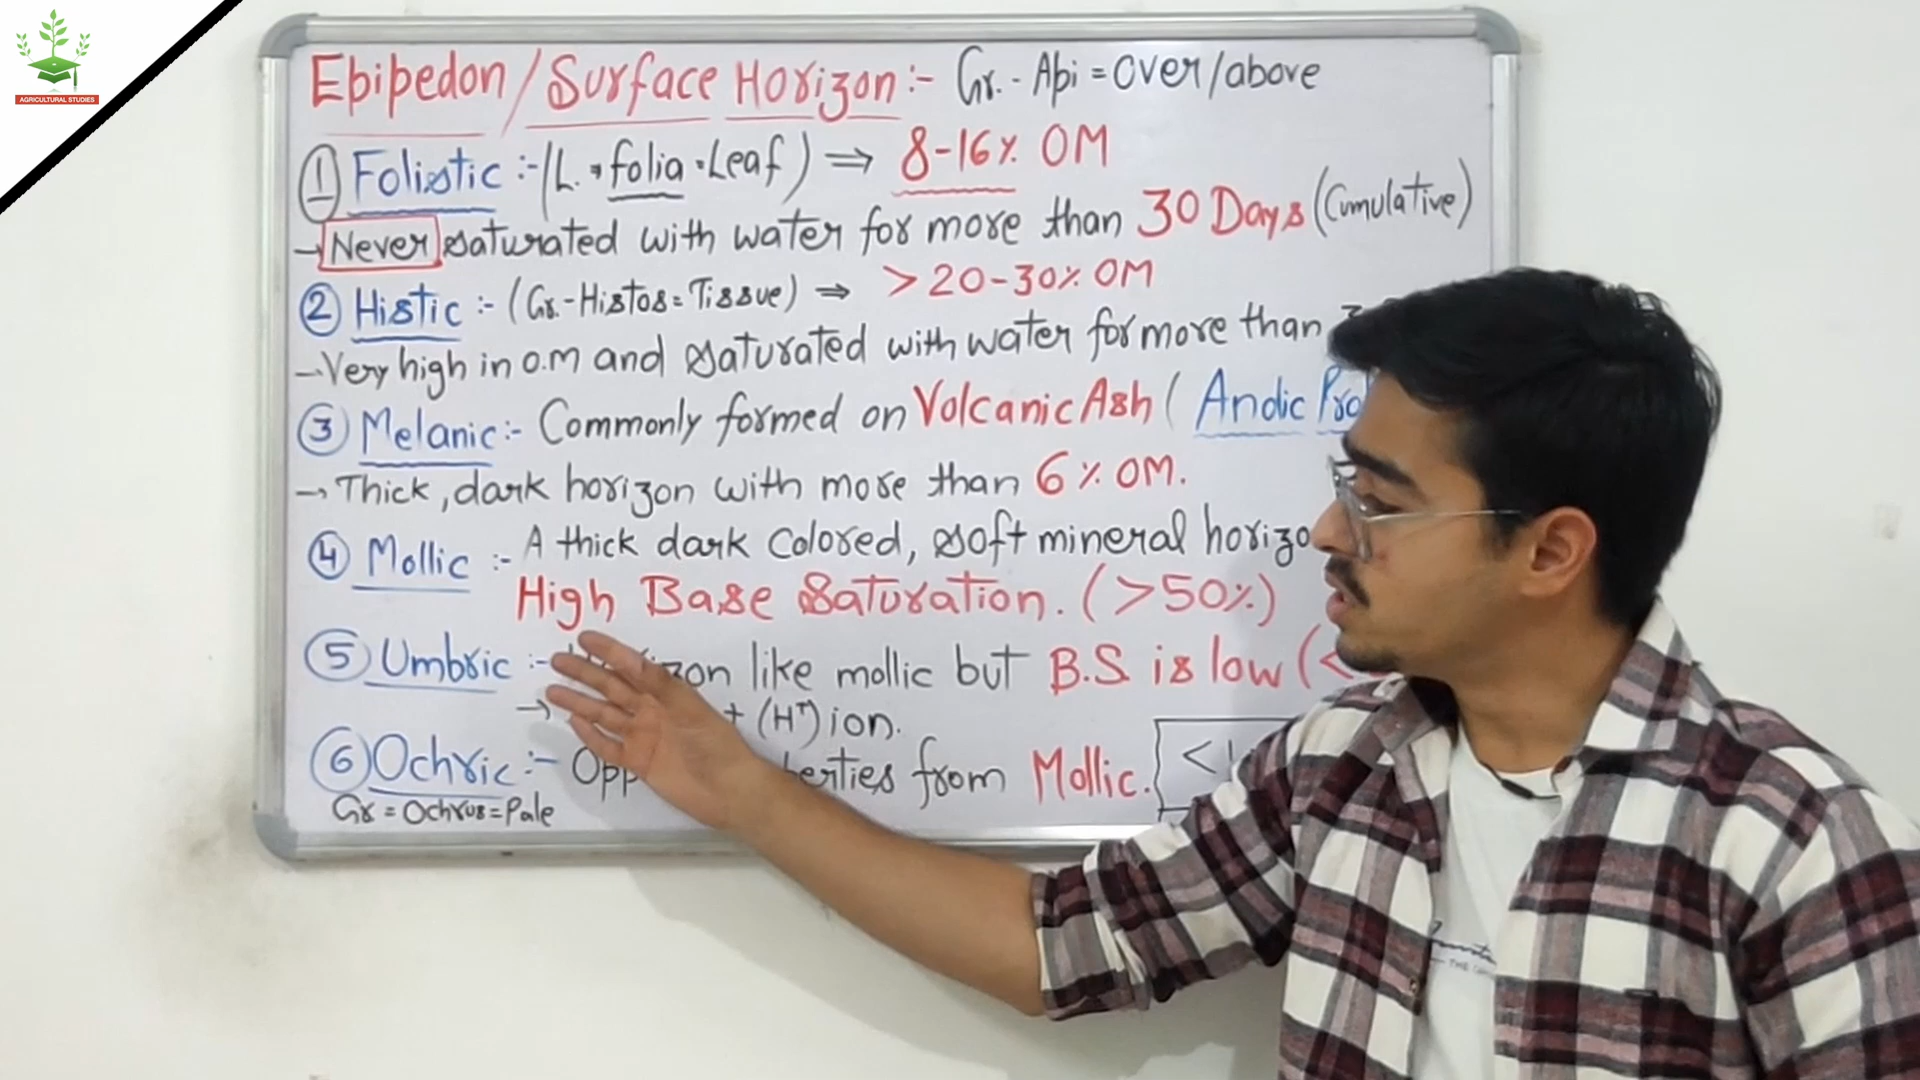 AGRICULTURAL STUDIES
Epipedon / Surface Horizon :- Gr. - Api = Over/above
① Folistic :- (L. = folia = Leaf) ⇒ 8-16% OM
→ Never saturated with water for more than 30 Days (Cumulative)
② Histic :- (Gr. - Histos = Tissue) ⇒ > 20-30% OM
→ Very high in O.M and saturated with water for more than
③ Melanic :- Commonly formed on Volcanic Ash ( Andic
→ Thick, dark horizon with more than 6% OM.
④ Mollic :- A thick dark Colored, soft mineral
High Base Saturation. (>50%)
⑤ Umbric :- like mollic but B.S is low (<
→ (H⁺) ion.
⑥ Ochric :- from Mollic. <
Gr = Ochrus = Pale